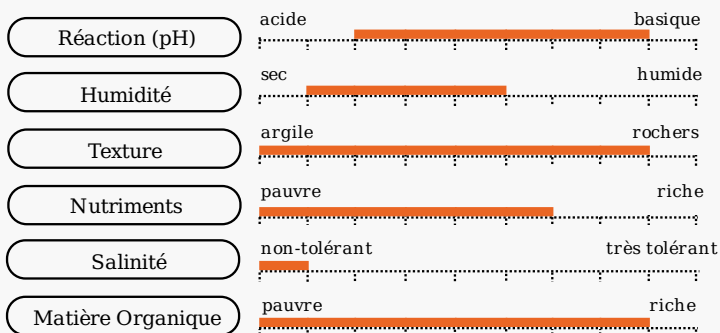 acide basique
Réaction (pH)
sec humide
Humidité
argile rochers
Texture
pauvre riche
Nutriments
non-tolérant très tolérant
Salinité
pauvre riche
Matière Organique